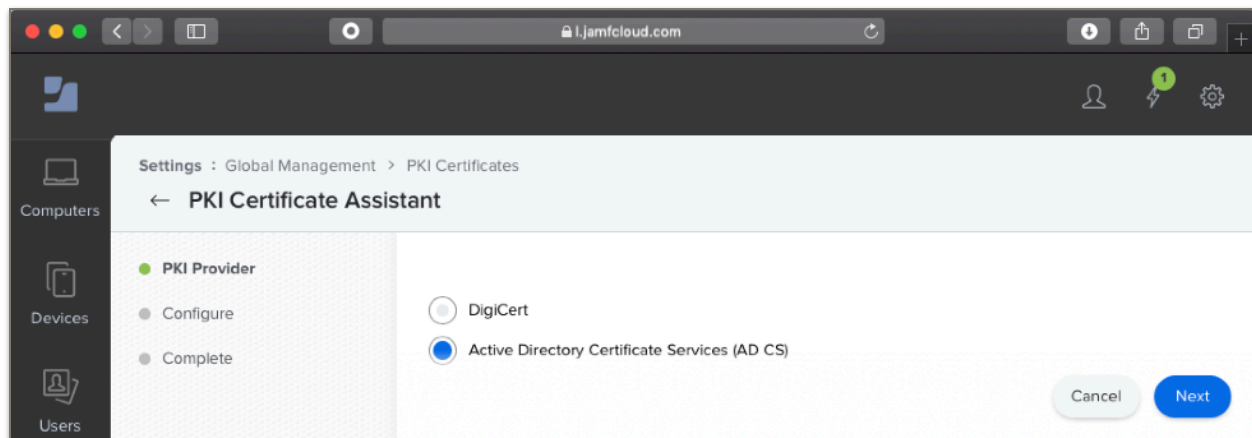 l.jamfcloud.com
1
Settings : Global Management > PKI Certificates
← PKI Certificate Assistant
Computers
PKI Provider
Configure
Complete
DigiCert
Active Directory Certificate Services (AD CS)
Devices
Cancel
Next
Users